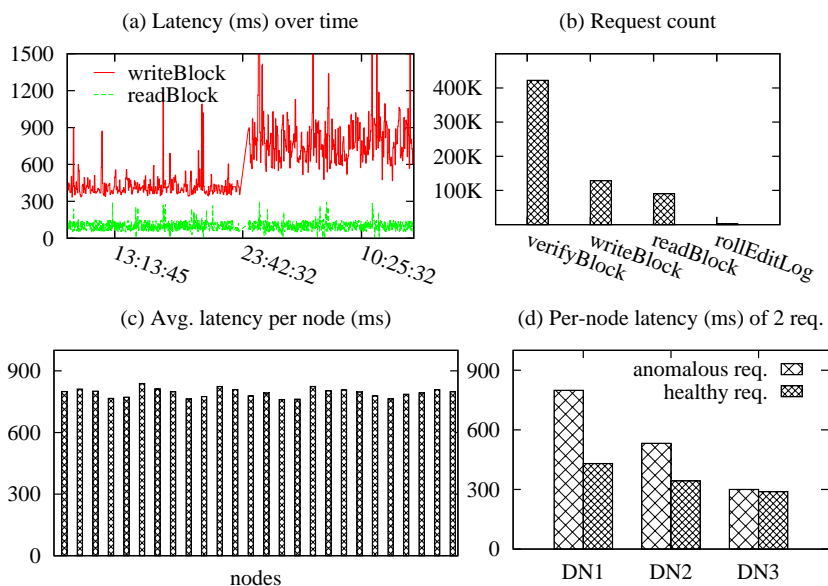 (a) Latency (ms) over time
1500
1200
900
600
300
0
writeBlock
readBlock
13:13:45
23:42:32
10:25:32
(b) Request count
400K
300K
200K
100K
verifyBlock
writeBlock
readBlock
rollEditLog
(c) Avg. latency per node (ms)
900
600
300
0
nodes
(d) Per-node latency (ms) of 2 req.
900
600
300
0
anomalous req.
healthy req.
DN1 DN2 DN3